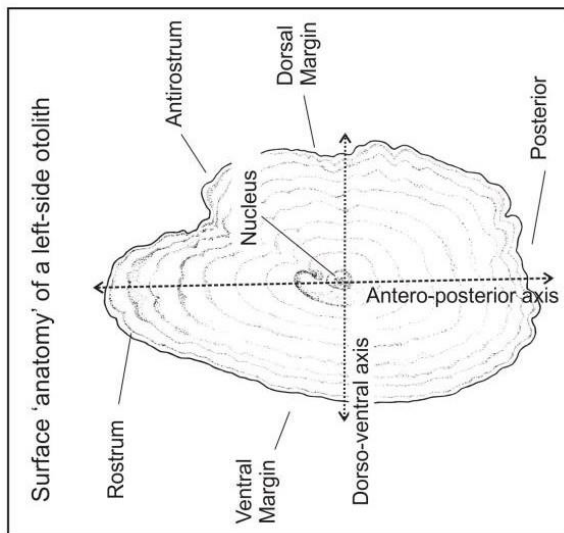 Surface 'anatomy' of a left-side otolith
Rostrum
Antirostrum
Ventral
Margin
Nucleus
Dorsal
Margin
Dorso-ventral axis
Antero-posterior axis
Posterior